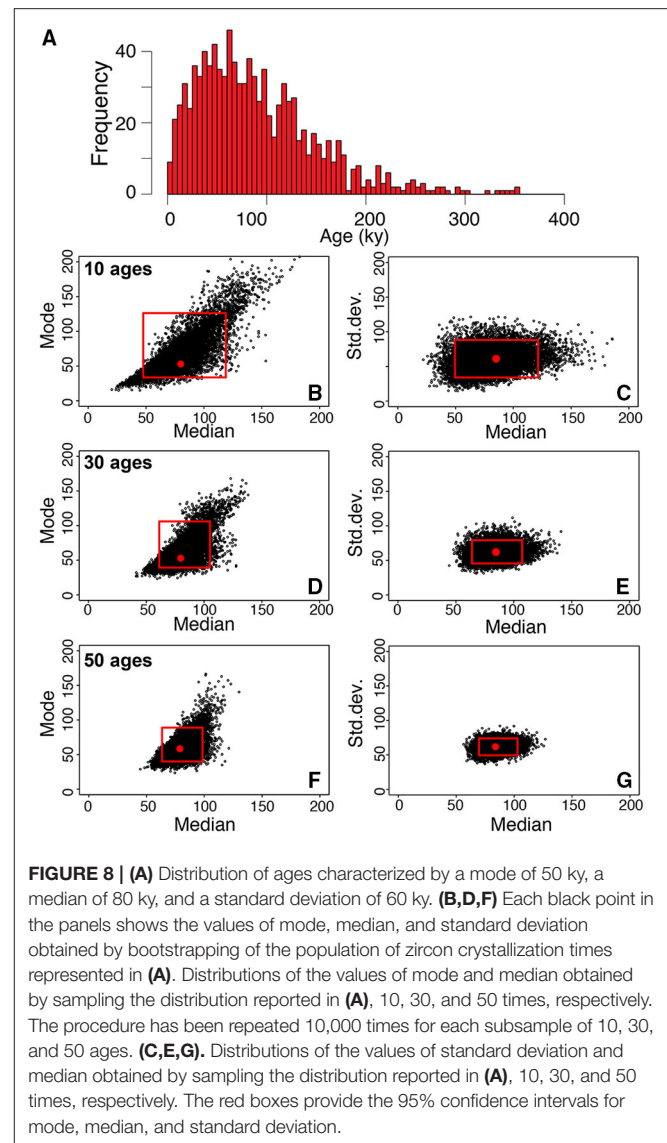 A
Frequency
40
20
0
0 100 200 300 400
Age (ky)
10 ages
Mode
0 50 100 150 200
0 50 100 150 200
Median
B
Std.dev.
0 50 100 150 200
0 50 100 150 200
Median
C
30 ages
Mode
0 50 100 150 200
0 50 100 150 200
Median
D
Std.dev.
0 50 100 150 200
0 50 100 150 200
Median
E
50 ages
Mode
0 50 100 150 200
0 50 100 150 200
Median
F
Std.dev.
0 50 100 150 200
0 50 100 150 200
Median
G
FIGURE 8 | (A) Distribution of ages characterized by a mode of 50 ky, a
median of 80 ky, and a standard deviation of 60 ky. (B,D,F) Each black point in
the panels shows the values of mode, median, and standard deviation
obtained by bootstrapping of the population of zircon crystallization times
represented in (A). Distributions of the values of mode and median obtained
by sampling the distribution reported in (A), 10, 30, and 50 times, respectively.
The procedure has been repeated 10,000 times for each subsample of 10, 30,
and 50 ages. (C,E,G). Distributions of the values of standard deviation and
median obtained by sampling the distribution reported in (A), 10, 30, and 50
times, respectively. The red boxes provide the 95% confidence intervals for
mode, median, and standard deviation.